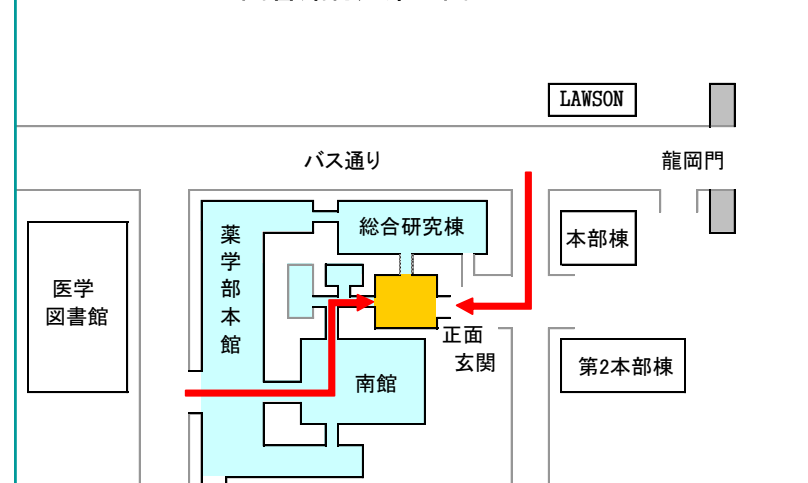 LAWSON
バス通り
龍岡門
薬学部本館
総合研究棟
本部棟
医学
図書館
正面
玄関
南館
第2本部棟